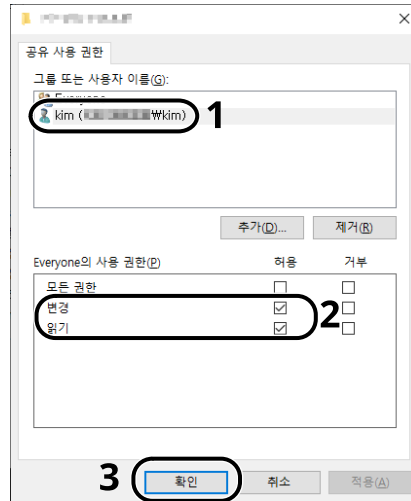 공유 사용 권한
그룹 또는 사용자 이름(G):
Everyone
kim (₩kim)
1
추가(D)...
제거(R)
Everyone의 사용 권한(P)
허용
거부
모든 권한
변경
읽기
2
3
확인
취소
적용(A)